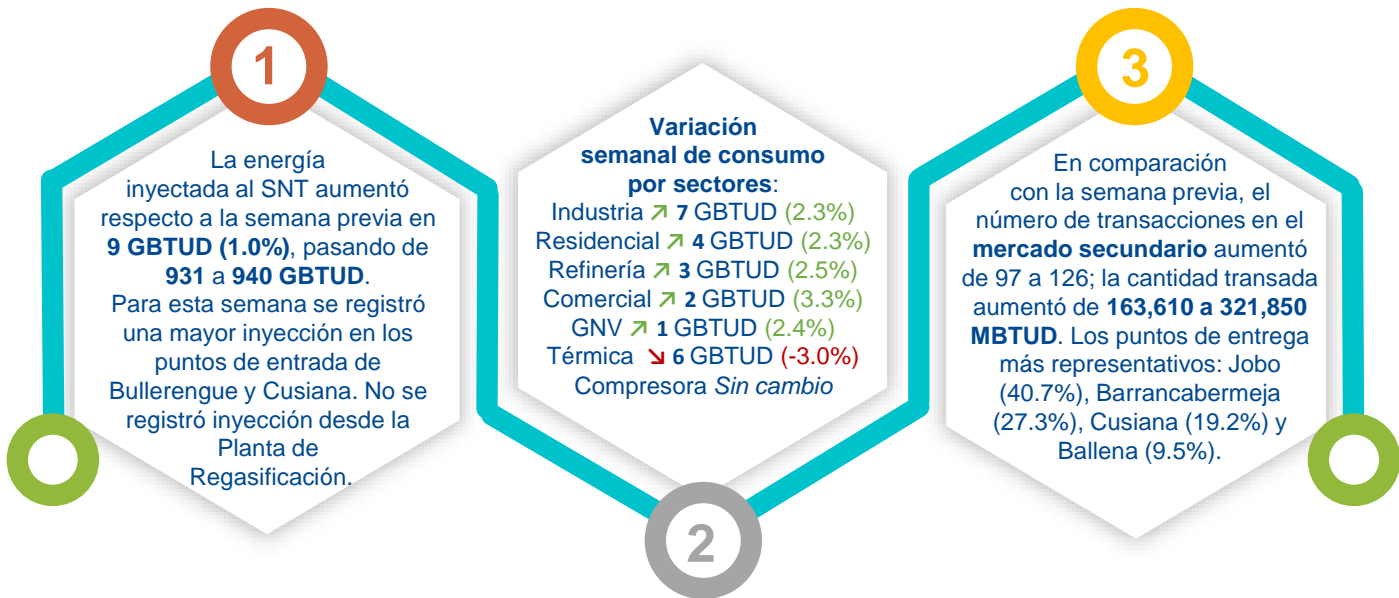 1
La energía
inyectada al SNT aumentó
respecto a la semana previa en
9 GBTUD (1.0%), pasando de
931 a 940 GBTUD.
Para esta semana se registró
una mayor inyección en los
puntos de entrada de
Bullerengue y Cusiana. No se
registró inyección desde la
Planta de
Regasificación.
Variación
semanal de consumo
por sectores:
Industria ↗ 7 GBTUD (2.3%)
Residencial ↗ 4 GBTUD (2.3%)
Refinería ↗ 3 GBTUD (2.5%)
Comercial ↗ 2 GBTUD (3.3%)
GNV ↗ 1 GBTUD (2.4%)
Térmica ↘ 6 GBTUD (-3.0%)
Compresora Sin cambio
2
3
En comparación
con la semana previa, el
número de transacciones en el
mercado secundario aumentó
de 97 a 126; la cantidad transada
aumentó de 163,610 a 321,850
MBTUD. Los puntos de entrega
más representativos: Jobo
(40.7%), Barrancabermeja
(27.3%), Cusiana (19.2%) y
Ballena (9.5%).